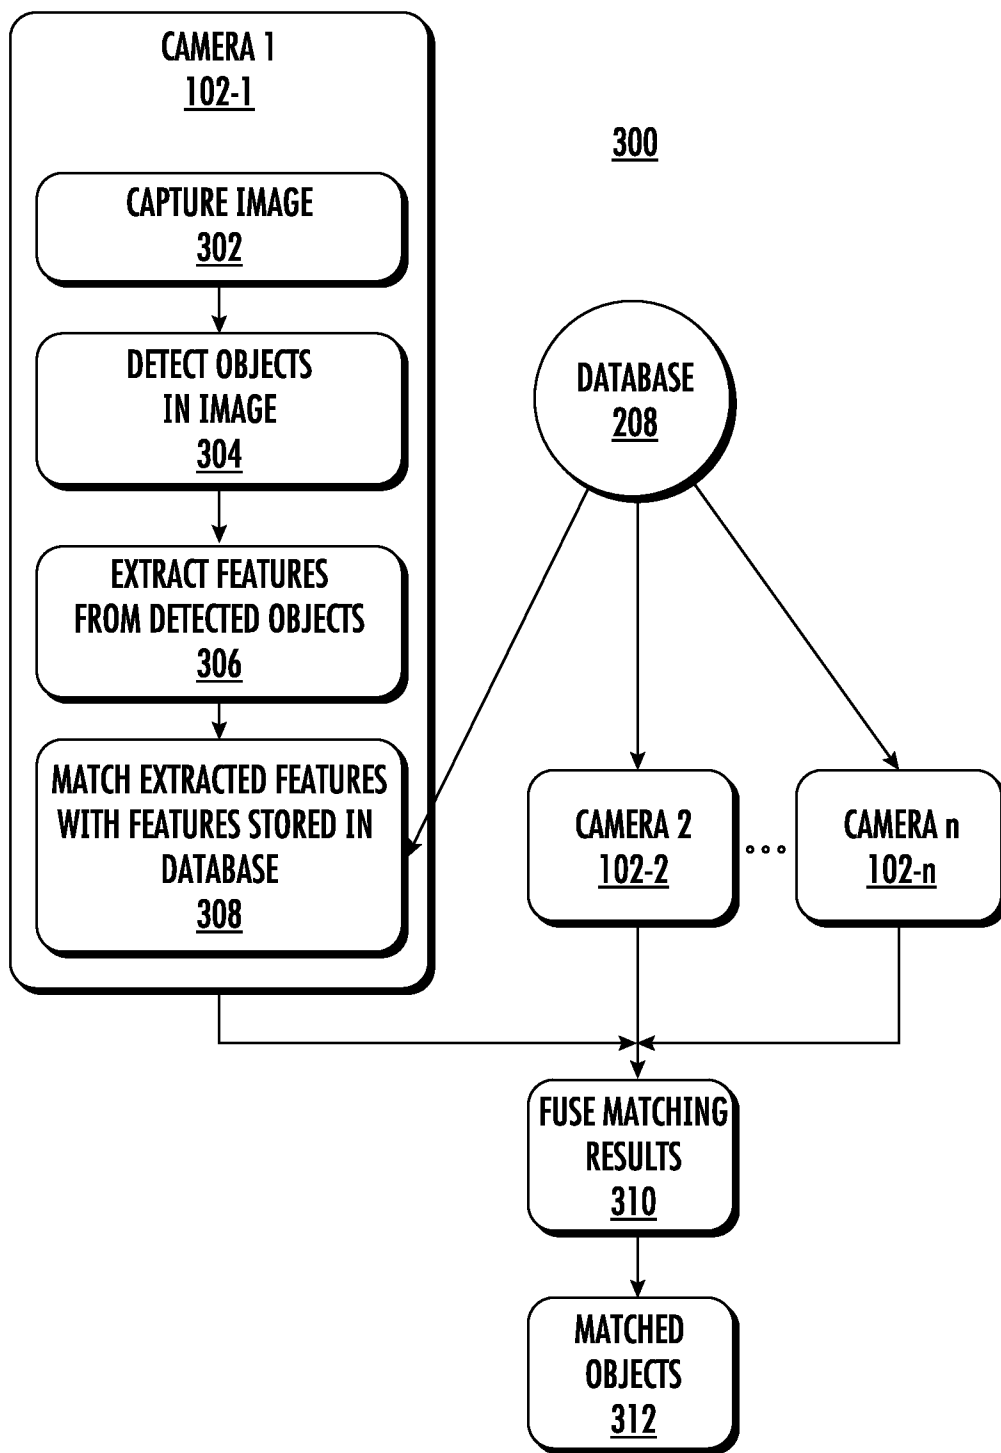 CAMERA 1
102-1
300
CAPTURE IMAGE
302
DETECT OBJECTS
IN IMAGE
304
DATABASE
208
EXTRACT FEATURES
FROM DETECTED OBJECTS
306
MATCH EXTRACTED FEATURES
WITH FEATURES STORED IN
DATABASE
308
CAMERA 2
102-2
CAMERA n
102-n
FUSE MATCHING
RESULTS
310
MATCHED
OBJECTS
312